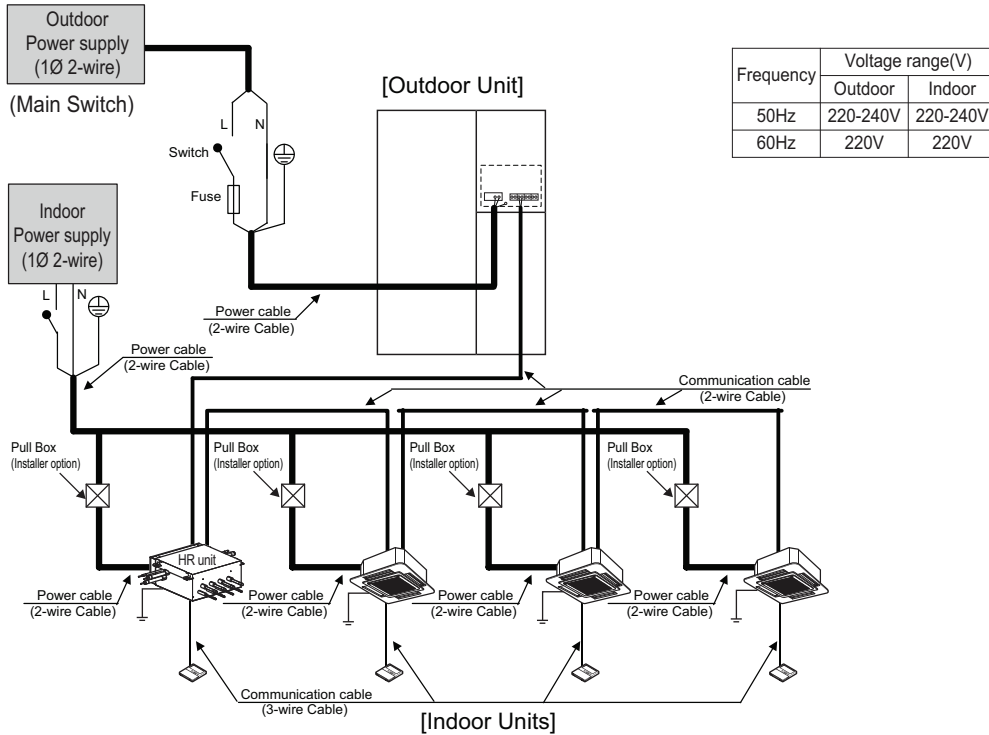 Outdoor
Power supply
(1Ø 2-wire)
(Main Switch)
L
N
Switch
Fuse
[Outdoor Unit]
Frequency
Voltage range(V)
Outdoor
Indoor
50Hz
220-240V
220-240V
60Hz
220V
220V
Indoor
Power supply
(1Ø 2-wire)
L
N
Power cable
(2-wire Cable)
Power cable
(2-wire Cable)
Communication cable
(2-wire Cable)
Pull Box
(Installer option)
Pull Box
(Installer option)
Pull Box
(Installer option)
Pull Box
(Installer option)
HR unit
Power cable
(2-wire Cable)
Power cable
(2-wire Cable)
Power cable
(2-wire Cable)
Power cable
(2-wire Cable)
Communication cable
(3-wire Cable)
[Indoor Units]